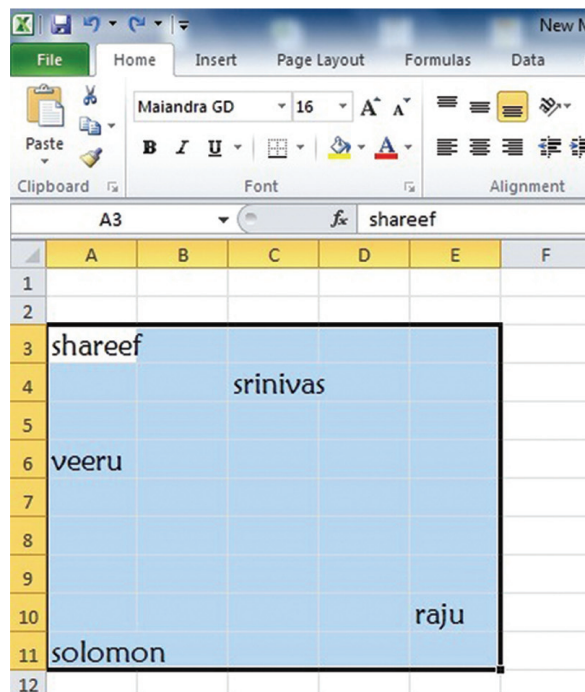 New
File Home Insert Page Layout Formulas Data
Maiandra GD 16 A A
Paste B I U A
Clipboard Font Alignment
A3 fx shareef
A B C D E F
1
2
3 shareef
4 srinivas
5
6 veeru
7
8
9
10 raju
11 solomon
12